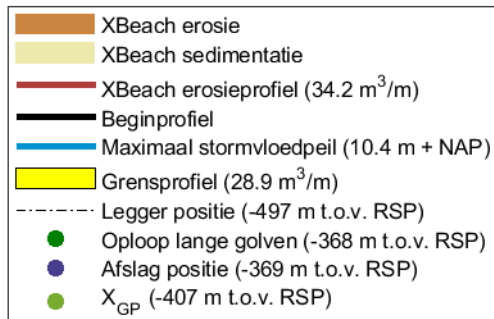 XBeach erosie
XBeach sedimentatie
XBeach erosieprofiel (34.2 m³/m)
Beginprofiel
Maximaal stormvloedpeil (10.4 m + NAP)
Grensprofiel (28.9 m³/m)
Legger positie (-497 m t.o.v. RSP)
Oploop lange golven (-368 m t.o.v. RSP)
Afslag positie (-369 m t.o.v. RSP)
X_GP (-407 m t.o.v. RSP)